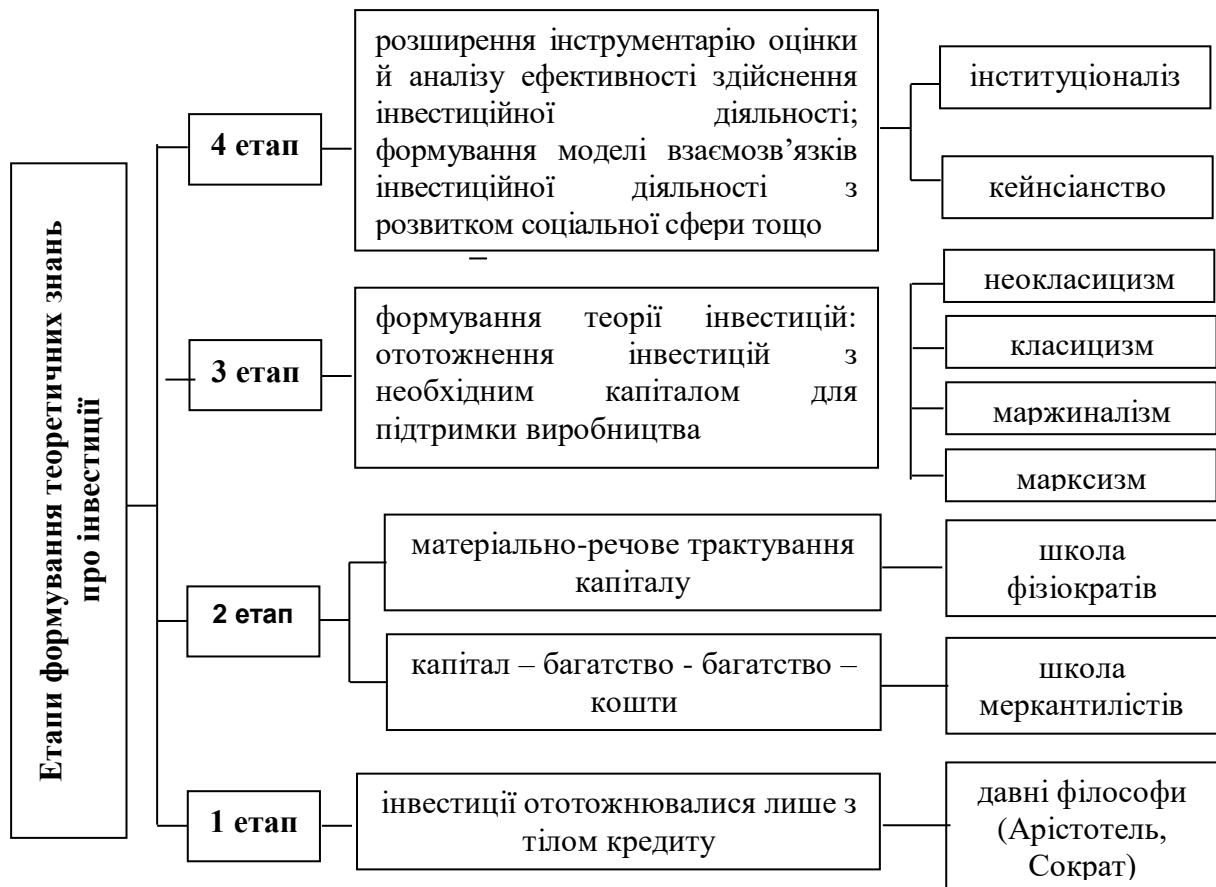 Етапи формування теоретичних знань
про інвестиції
4 етап
розширення інструментарію оцінки
й аналізу ефективності здійснення
інвестиційної діяльності;
формування моделі взаємозв’язків
інвестиційної діяльності з
розвитком соціальної сфери тощо
інституціоналіз
кейнсіанство
3 етап
формування теорії інвестицій:
ототожнення інвестицій з
необхідним капіталом для
підтримки виробництва
неокласицизм
класицизм
маржиналізм
марксизм
2 етап
матеріально-речове трактування
капіталу
школа
фізіократів
капітал – багатство - багатство –
кошти
школа
меркантилістів
1 етап
інвестиції ототожнювалися лише з
тілом кредиту
давні філософи
(Арістотель,
Сократ)